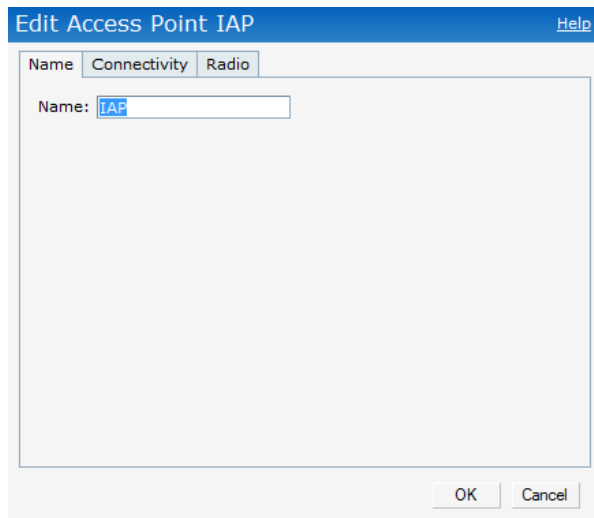 Edit Access Point IAP Help
Name Connectivity Radio
Name: IAP
OK Cancel